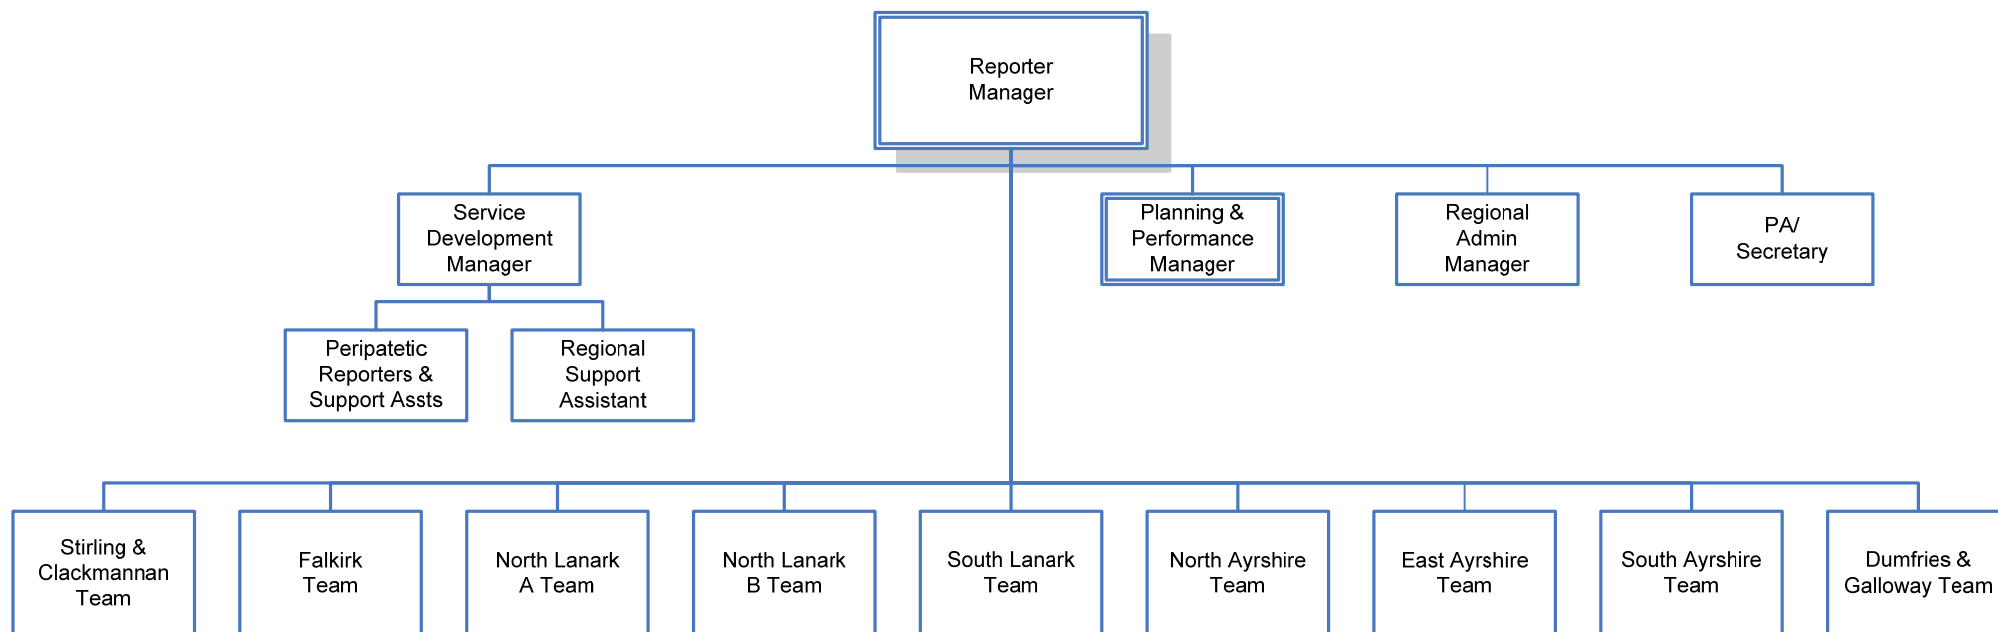 Reporter
Manager
Service
Development
Manager
Planning &
Performance
Manager
Regional
Admin
Manager
PA/
Secretary
Peripatetic
Reporters &
Support Assts
Regional
Support
Assistant
Stirling &
Clackmannan
Team
Falkirk
Team
North Lanark
A Team
North Lanark
B Team
South Lanark
Team
North Ayrshire
Team
East Ayrshire
Team
South Ayrshire
Team
Dumfries &
Galloway Team